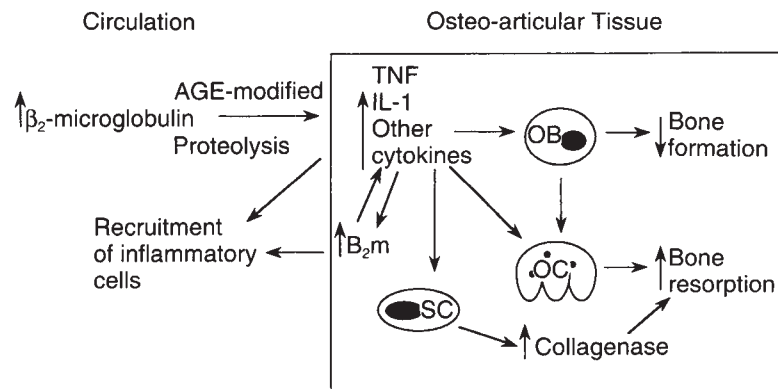 Circulation
Osteo-articular Tissue
↑β₂-microglobulin
AGE-modified
Proteolysis
TNF
↑IL-1
Other
cytokines
OB
↓Bone
formation
Recruitment
of inflammatory
cells
↑B₂m
OC
↑Bone
resorption
SC
↑Collagenase